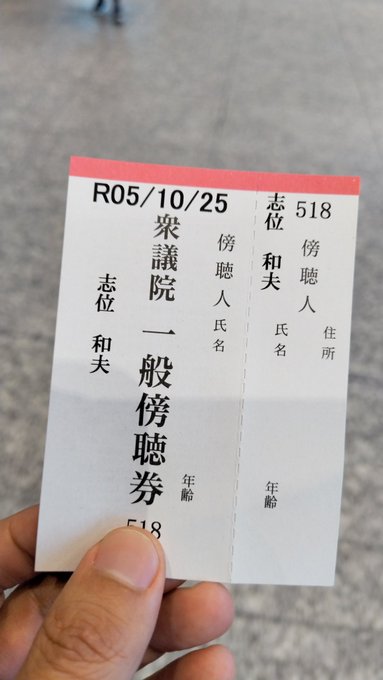 R05/10/25
衆議院 一般傍聴券
518
志位 和夫
傍聴人氏名
年齢
518
志位 和夫
傍聴人
住所
氏名
年齢